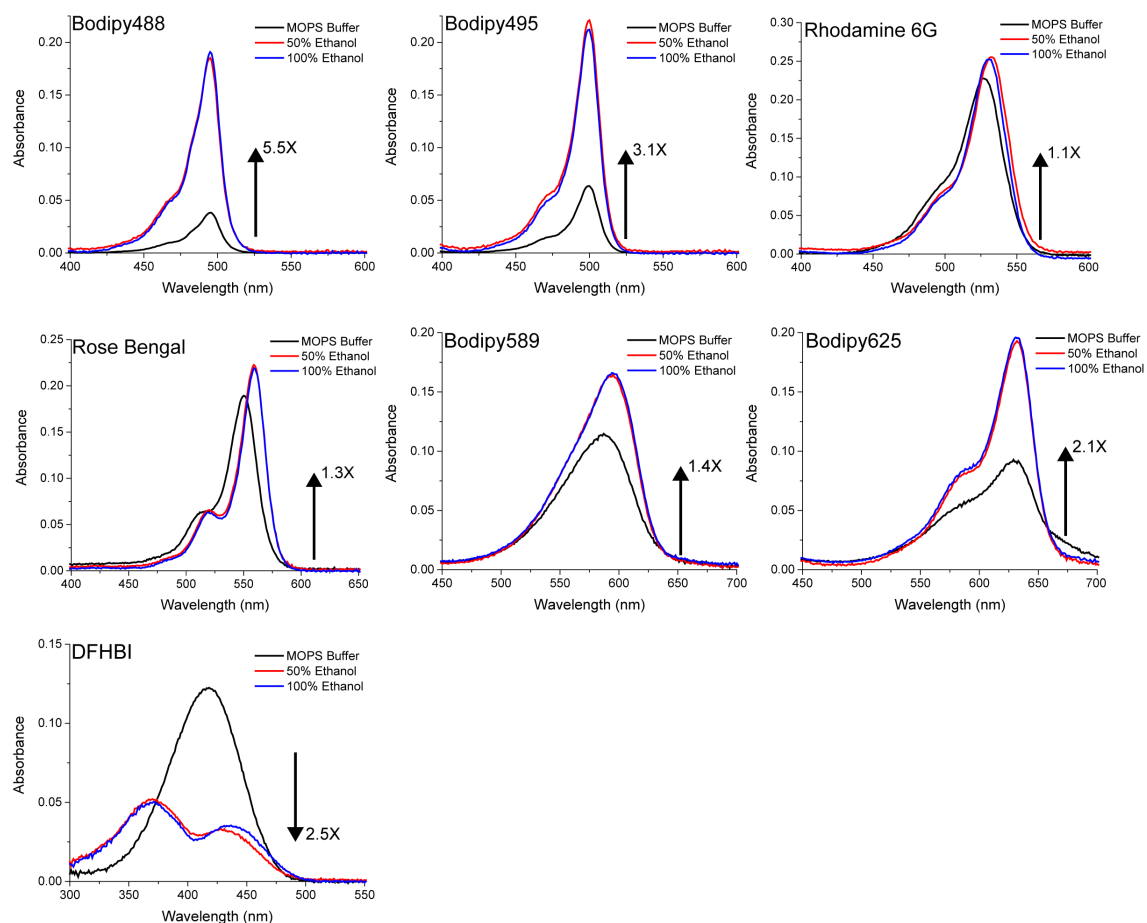 Bodipy488
MOPS Buffer
50% Ethanol
100% Ethanol
0.20
0.15
0.10
0.05
0.00
Absorbance
5.5X
400 450 500 550 600
Wavelength (nm)
Bodipy495
MOPS Buffer
50% Ethanol
100% Ethanol
0.20
0.15
0.10
0.05
0.00
Absorbance
3.1X
400 450 500 550 600
Wavelength (nm)
Rhodamine 6G
MOPS Buffer
50% Ethanol
100% Ethanol
0.30
0.25
0.20
0.15
0.10
0.05
0.00
Absorbance
1.1X
400 450 500 550 600
Wavelength (nm)
Rose Bengal
MOPS Buffer
50% Ethanol
100% Ethanol
0.25
0.20
0.15
0.10
0.05
0.00
Absorbance
1.3X
400 450 500 550 600 650
Wavelength (nm)
Bodipy589
MOPS Buffer
50% Ethanol
100% Ethanol
0.20
0.15
0.10
0.05
0.00
Absorbance
1.4X
450 500 550 600 650 700
Wavelength (nm)
Bodipy625
MOPS Buffer
50% Ethanol
100% Ethanol
0.20
0.15
0.10
0.05
0.00
Absorbance
2.1X
450 500 550 600 650 700
Wavelength (nm)
DFHBI
MOPS Buffer
50% Ethanol
100% Ethanol
0.15
0.10
0.05
0.00
Absorbance
2.5X
300 350 400 450 500 550
Wavelength (nm)